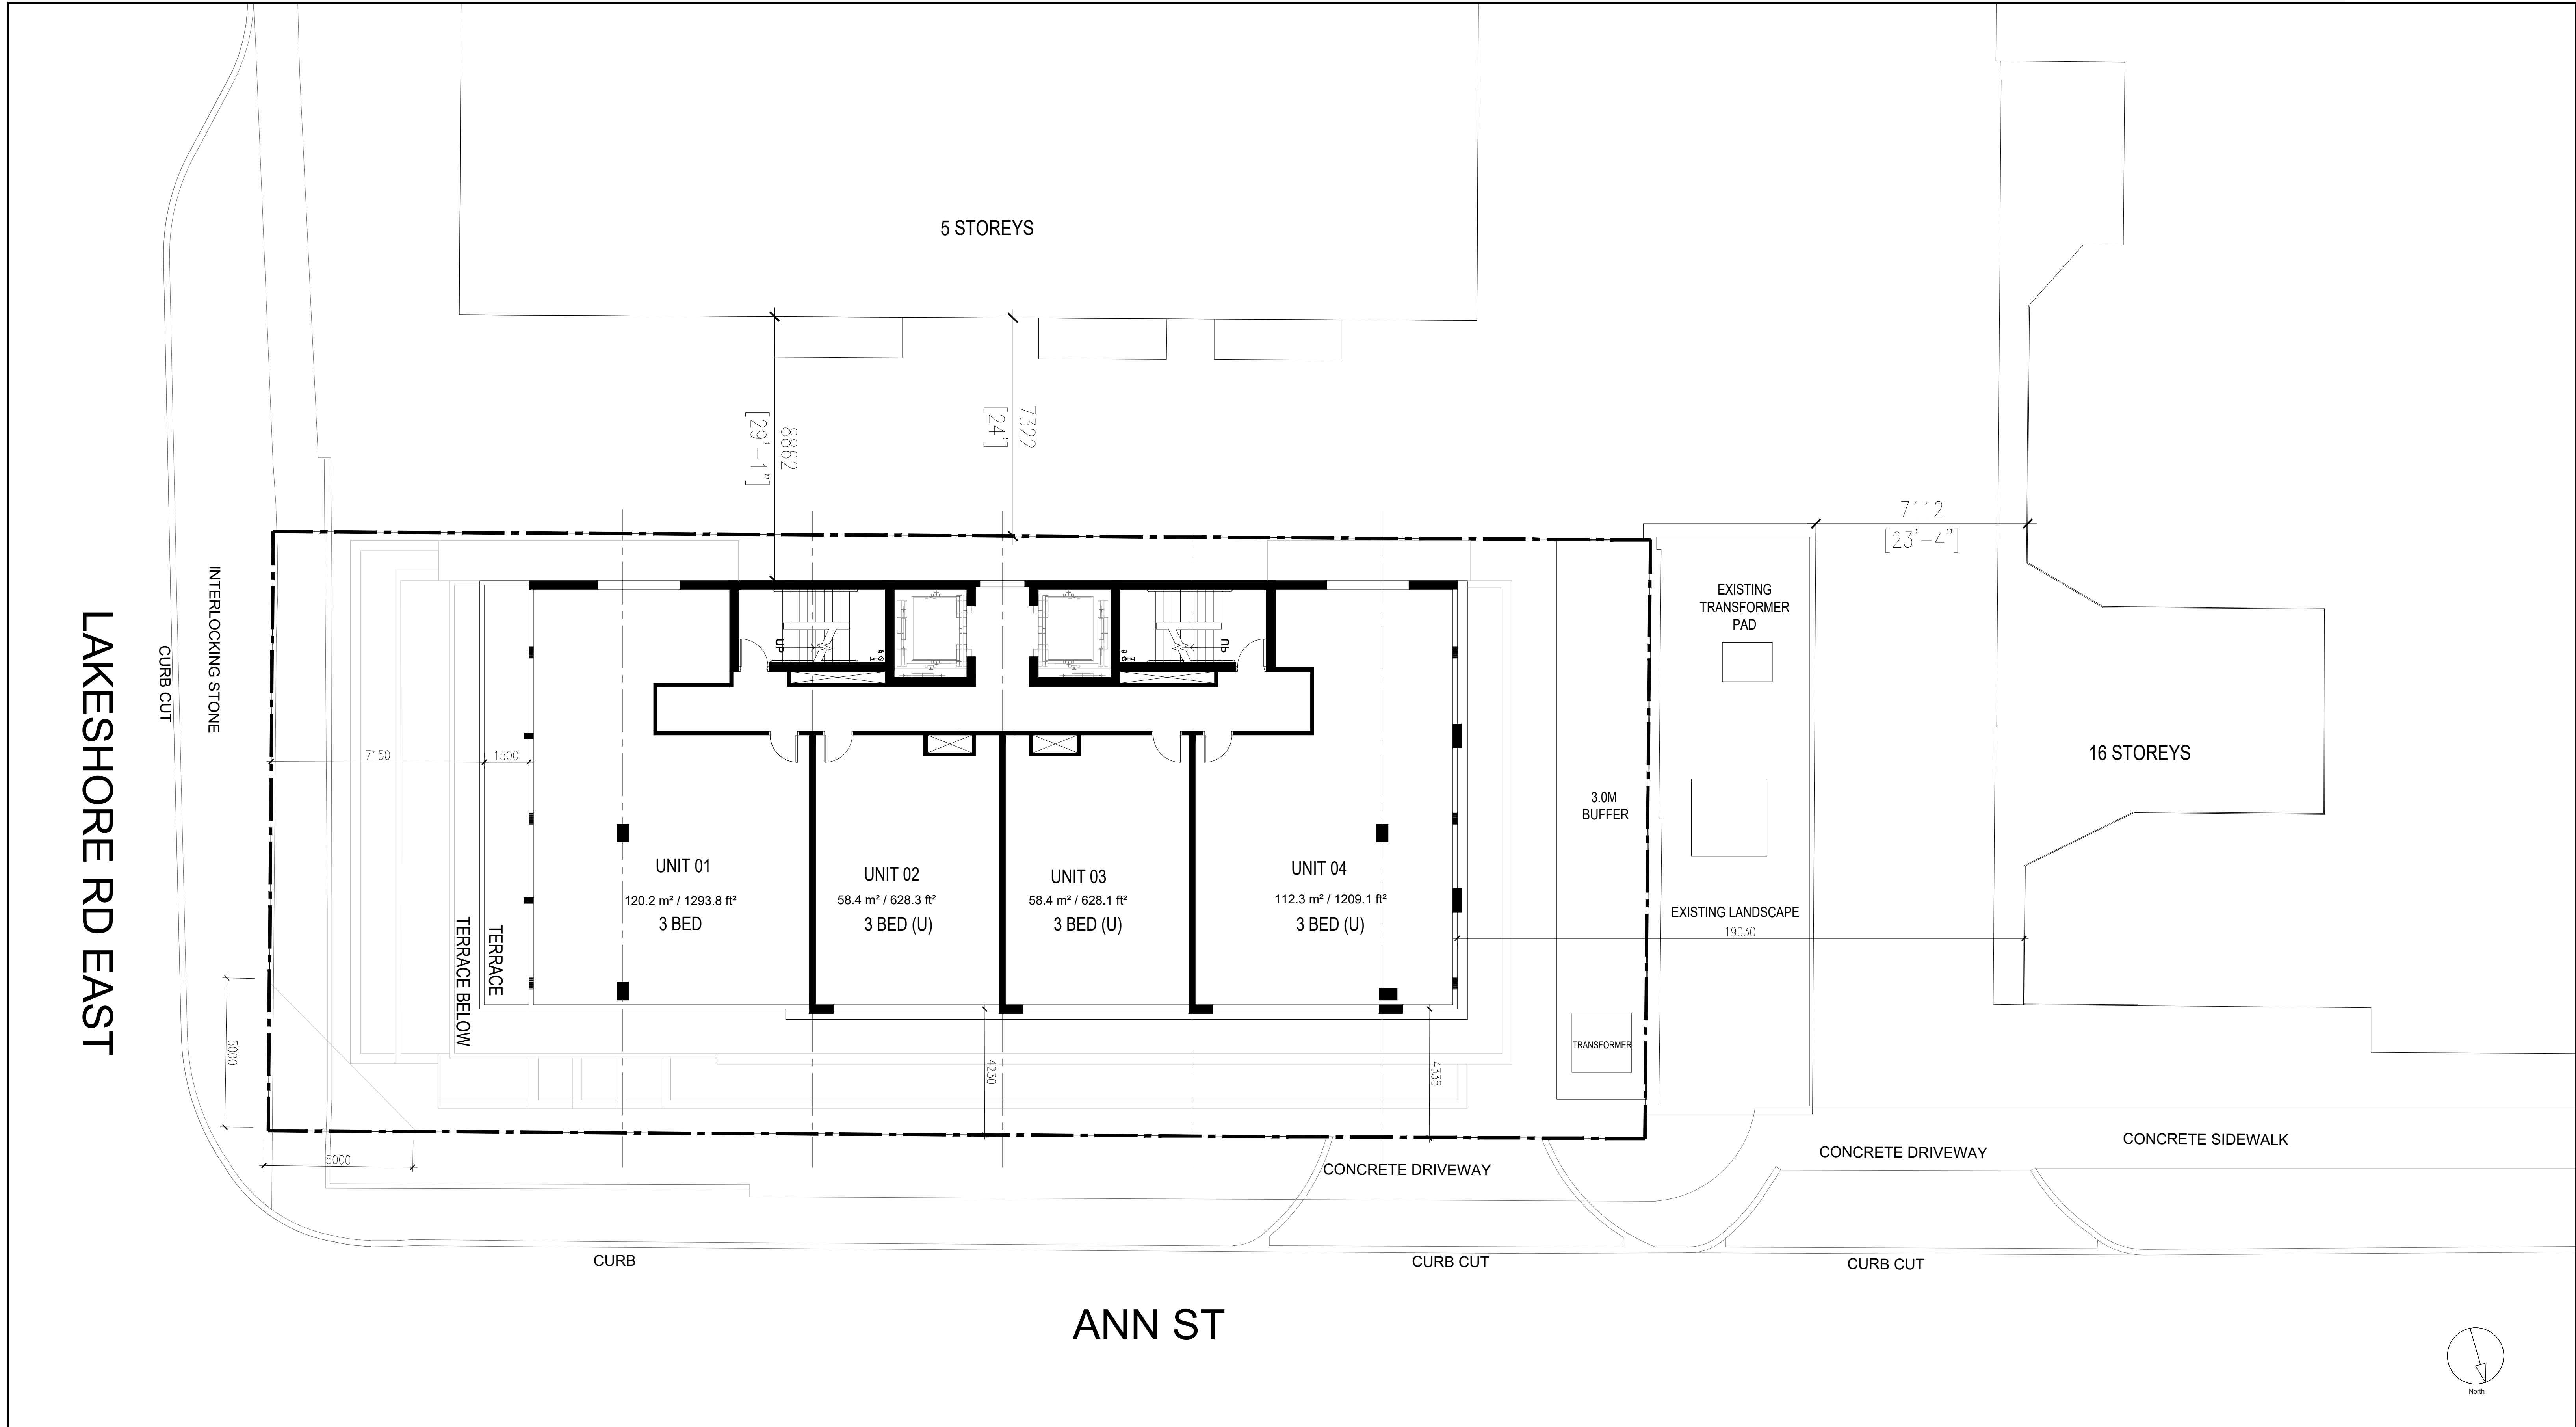 5 STOREYS
8862
[29'-1"]
7322
[24']
7112
[23'-4"]
LAKESHORE RD EAST
CURB CUT
INTERLOCKING STONE
EXISTING
TRANSFORMER
PAD
UP
UP
7150
1500
16 STOREYS
3.0M
BUFFER
UNIT 01
120.2 m² / 1293.8 ft²
3 BED
UNIT 02
58.4 m² / 628.3 ft²
3 BED (U)
UNIT 03
58.4 m² / 628.1 ft²
3 BED (U)
UNIT 04
112.3 m² / 1209.1 ft²
3 BED (U)
EXISTING LANDSCAPE
19030
TERRACE
TERRACE BELOW
5000
4230
4335
TRANSFORMER
5000
CONCRETE DRIVEWAY
CONCRETE DRIVEWAY
CONCRETE SIDEWALK
CURB
CURB CUT
CURB CUT
ANN ST
North